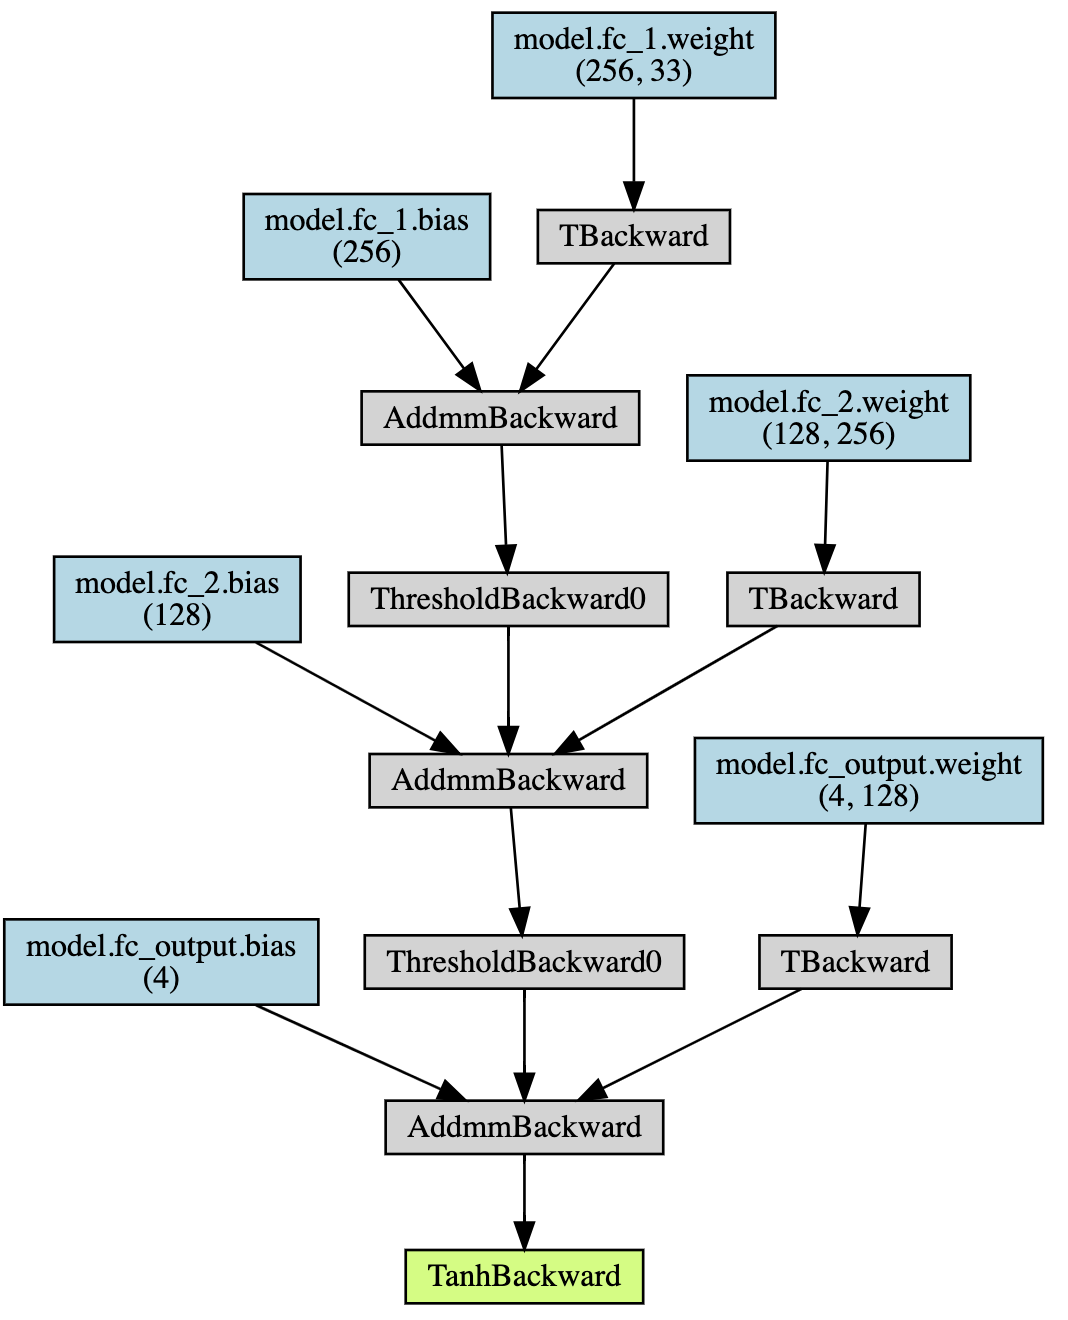 model.fc_1.weight
(256, 33)
model.fc_1.bias
(256)
TBackward
AddmmBackward
model.fc_2.weight
(128, 256)
model.fc_2.bias
(128)
ThresholdBackward0
TBackward
AddmmBackward
model.fc_output.weight
(4, 128)
model.fc_output.bias
(4)
ThresholdBackward0
TBackward
AddmmBackward
TanhBackward